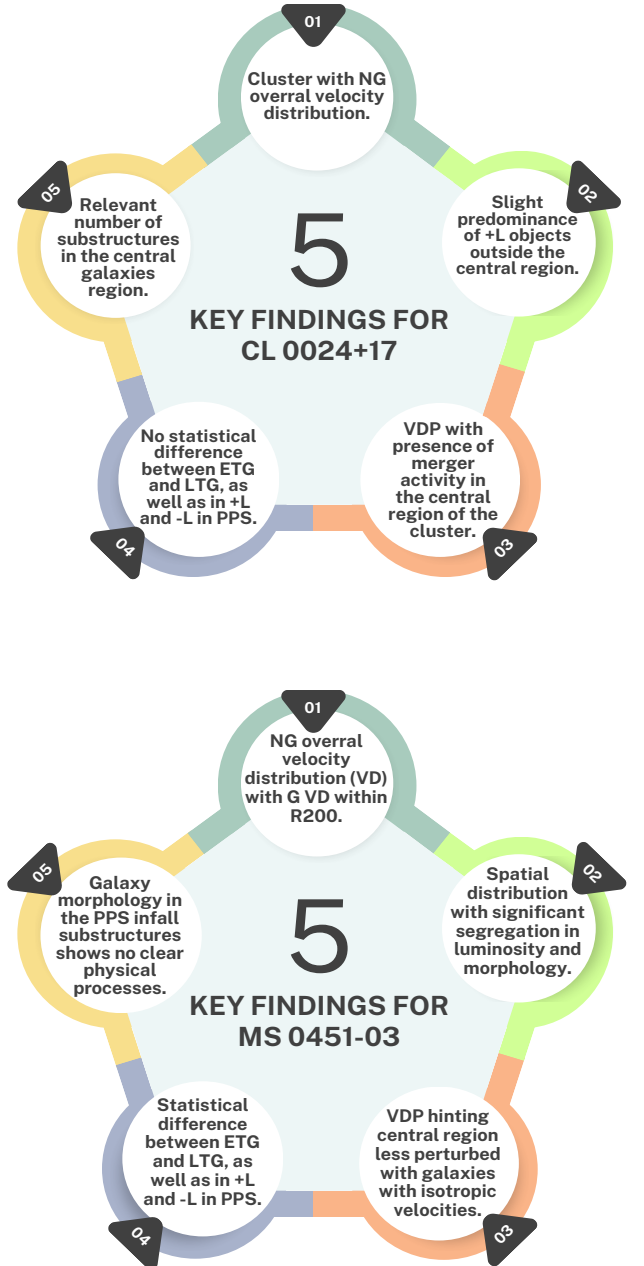 01
Cluster with NG
overral velocity
distribution.
02
Slight
predominance
of +L objects
outside the
central region.
03
VDP with
presence of
merger
activity in
the central
region of the
cluster.
04
No statistical
difference
between ETG
and LTG, as
well as in +L
and -L in PPS.
05
Relevant
number of
substructures
in the central
galaxies
region.
5
KEY FINDINGS FOR
CL 0024+17
01
NG overral
velocity
distribution (VD)
with G VD within
R200.
02
Spatial
distribution
with significant
segregation in
luminosity and
morphology.
03
VDP hinting
central region
less perturbed
with galaxies
with isotropic
velocities.
04
Statistical
difference
between ETG
and LTG, as
well as in +L
and -L in PPS.
05
Galaxy
morphology in
the PPS infall
substructures
shows no clear
physical
processes.
5
KEY FINDINGS FOR
MS 0451-03